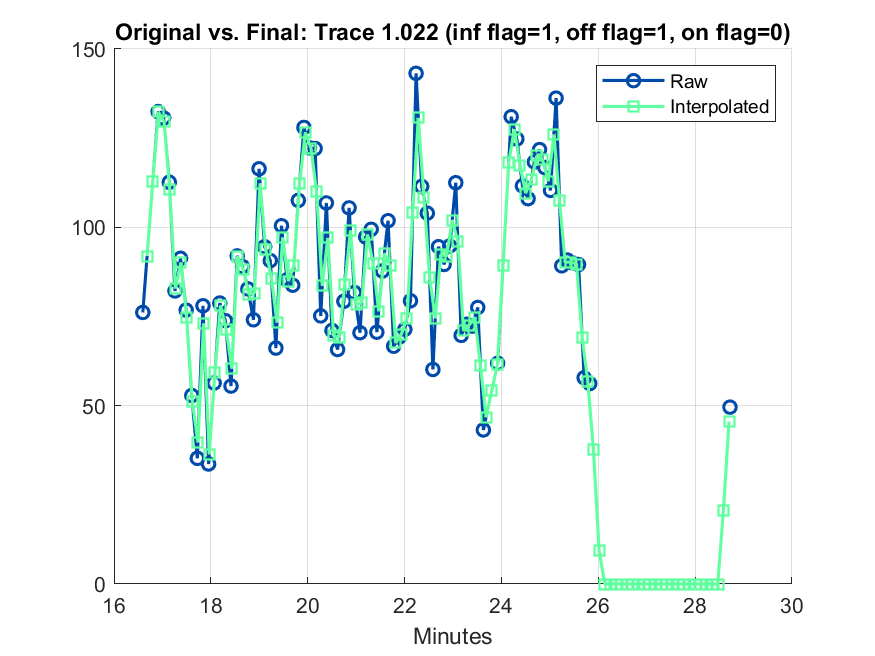 Original vs. Final: Trace 1.022 (inf flag=1, off flag=1, on flag=0)
150
100
50
0
Raw
Interpolated
16 18 20 22 24 26 28 30
Minutes